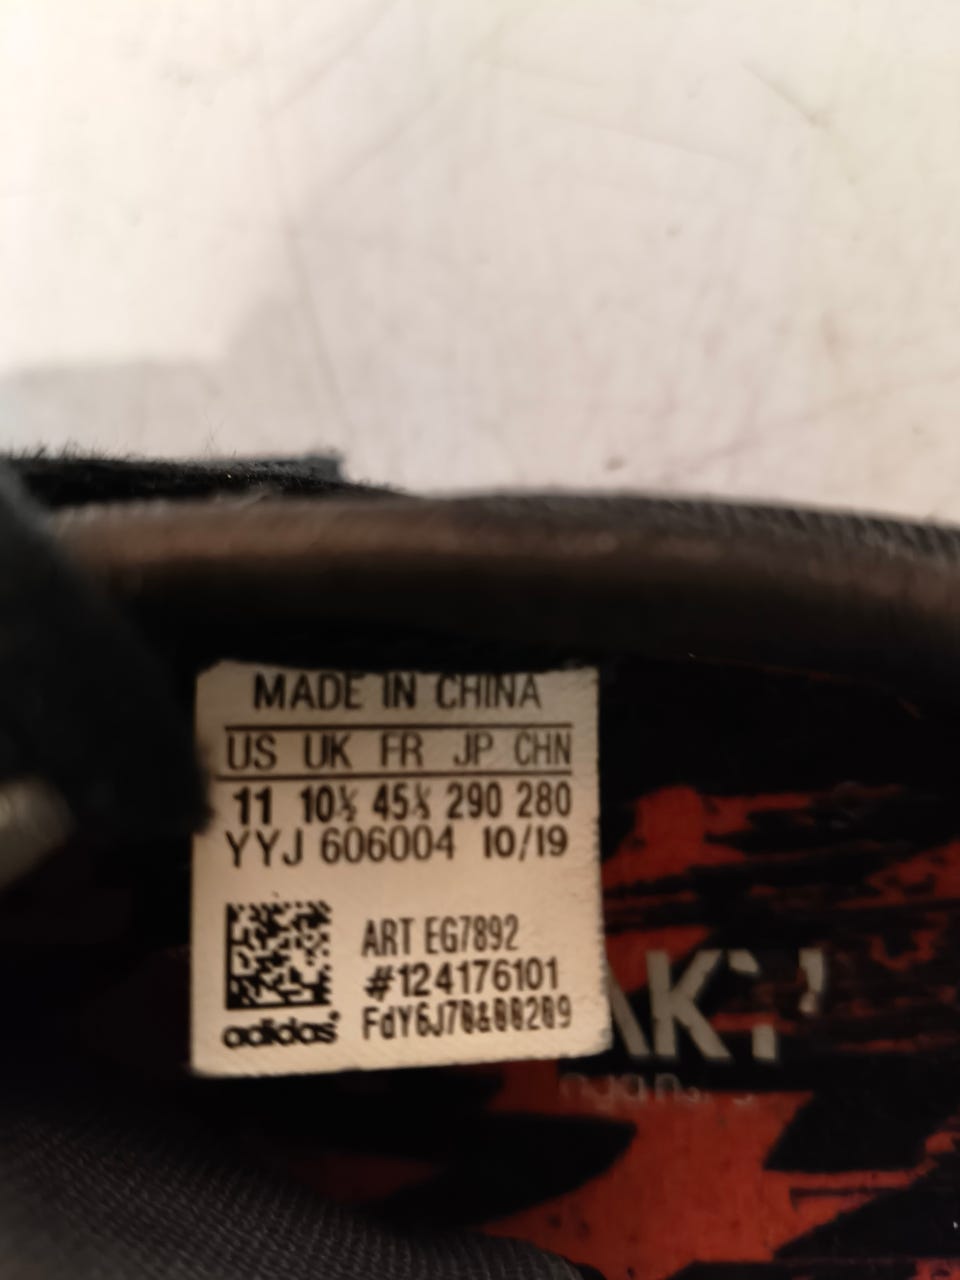 MADE IN CHINA
US UK FR JP CHN
11 10½ 45⅓ 290 280
YYJ 606004 10/19
ART EG7892
#124176101
adidas